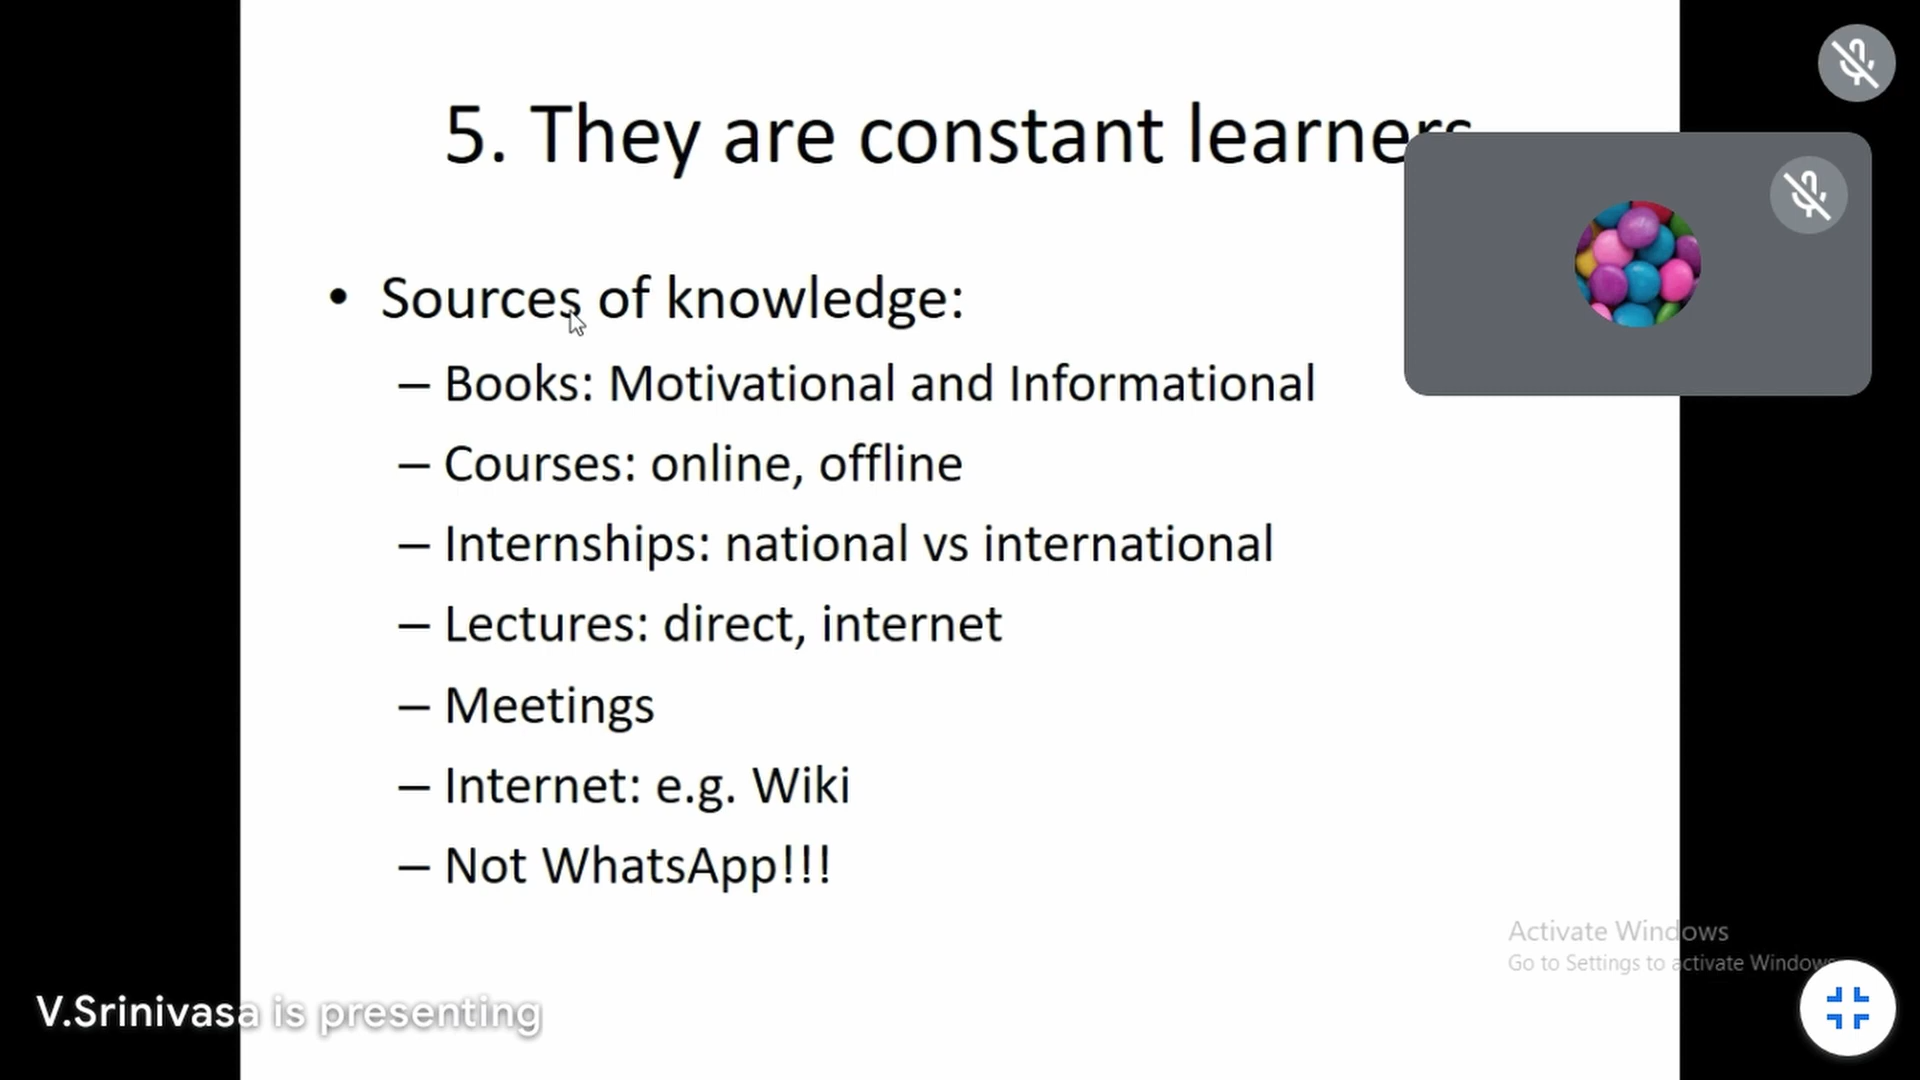 5. They are constant learners
• Sources of knowledge:
– Books: Motivational and Informational
– Courses: online, offline
– Internships: national vs international
– Lectures: direct, internet
– Meetings
– Internet: e.g. Wiki
– Not WhatsApp!!!
Activate Windows
Go to Settings to activate Windows
V.Srinivasa is presenting